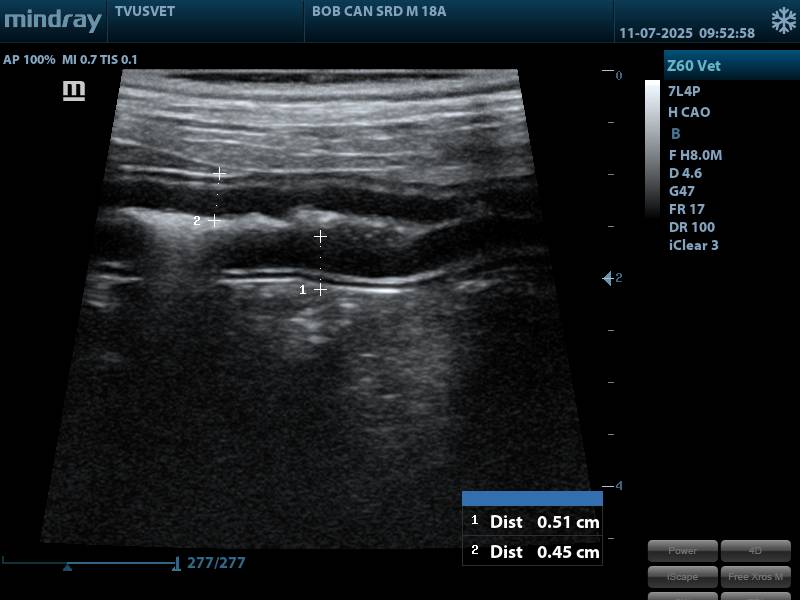 mindray
TVUSVET
BOB CAN SRD M 18A
11-07-2025 09:52:58
AP 100% MI 0.7 TIS 0.1
m
0
Z60 Vet
7L4P
H CAO
B
F H8.0M
D 4.6
G47
FR 17
DR 100
iClear 3
2
2
1
4
1 Dist 0.51 cm
2 Dist 0.45 cm
277/277
Power
4D
iScape
Free Xros M